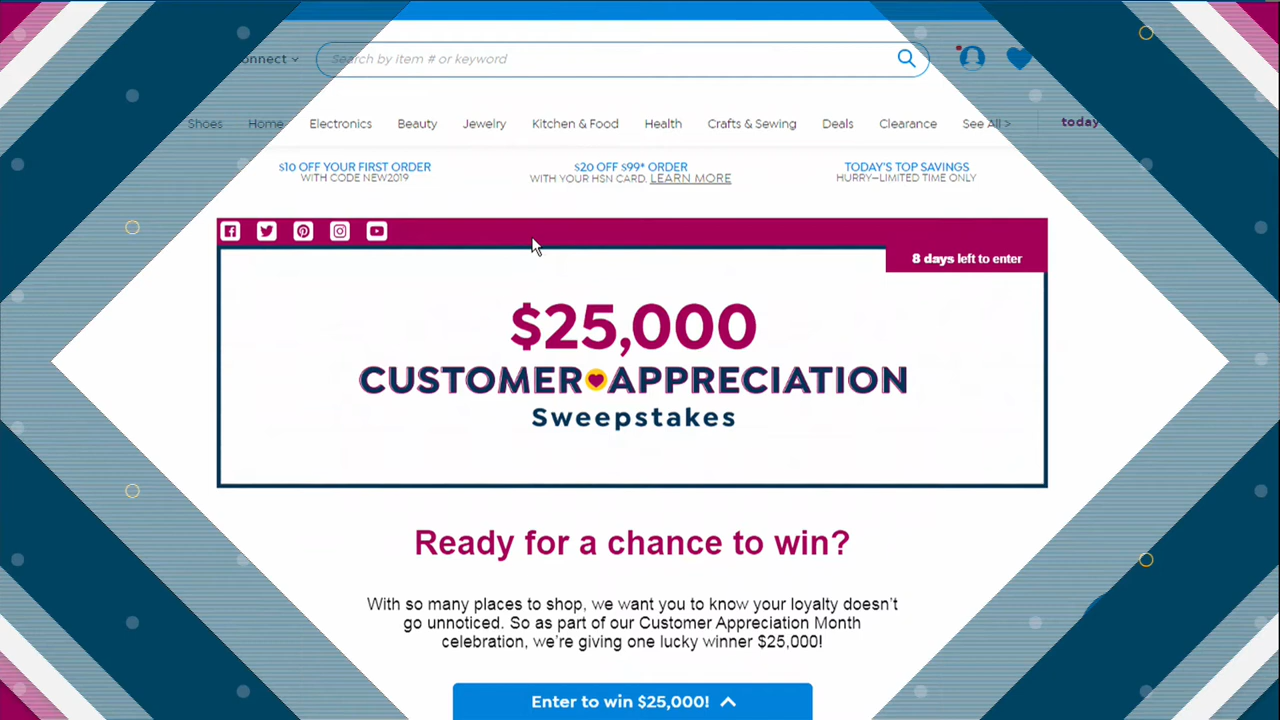 onnect
Search by item # or keyword
Shoes Home Electronics Beauty Jewelry Kitchen & Food Health Crafts & Sewing Deals Clearance See All > today
$10 OFF YOUR FIRST ORDER $20 OFF $99* ORDER TODAY'S TOP SAVINGS
WITH CODE NEW2019 WITH YOUR HSN CARD. LEARN MORE HURRY—LIMITED TIME ONLY
8 days left to enter
$25,000
CUSTOMER APPRECIATION
Sweepstakes
Ready for a chance to win?
With so many places to shop, we want you to know your loyalty doesn't
go unnoticed. So as part of our Customer Appreciation Month
celebration, we're giving one lucky winner $25,000!
Enter to win $25,000!